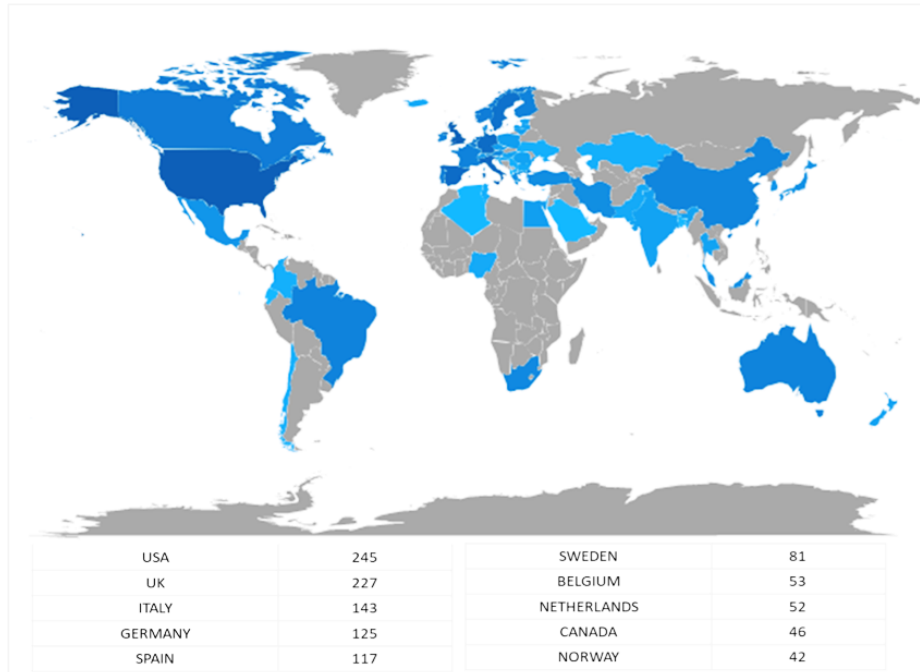 USA 245
UK 227
ITALY 143
GERMANY 125
SPAIN 117
SWEDEN 81
BELGIUM 53
NETHERLANDS 52
CANADA 46
NORWAY 42